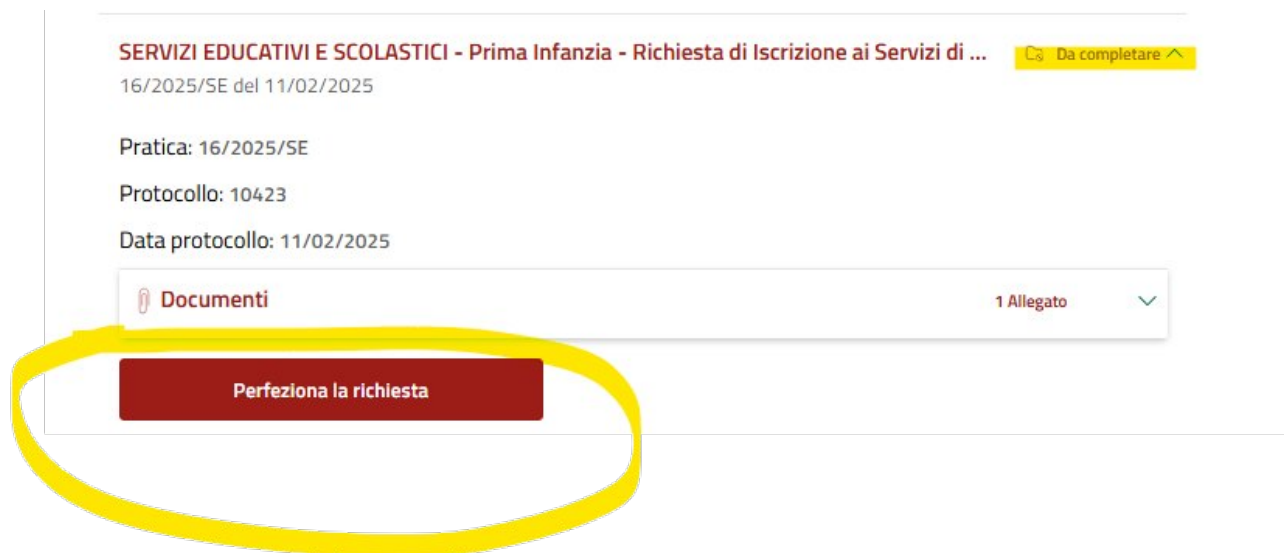 SERVIZI EDUCATIVI E SCOLASTICI - Prima Infanzia - Richiesta di Iscrizione ai Servizi di ... Da completare
16/2025/SE del 11/02/2025
Pratica: 16/2025/SE
Protocollo: 10423
Data protocollo: 11/02/2025
Documenti 1 Allegato
Perfeziona la richiesta